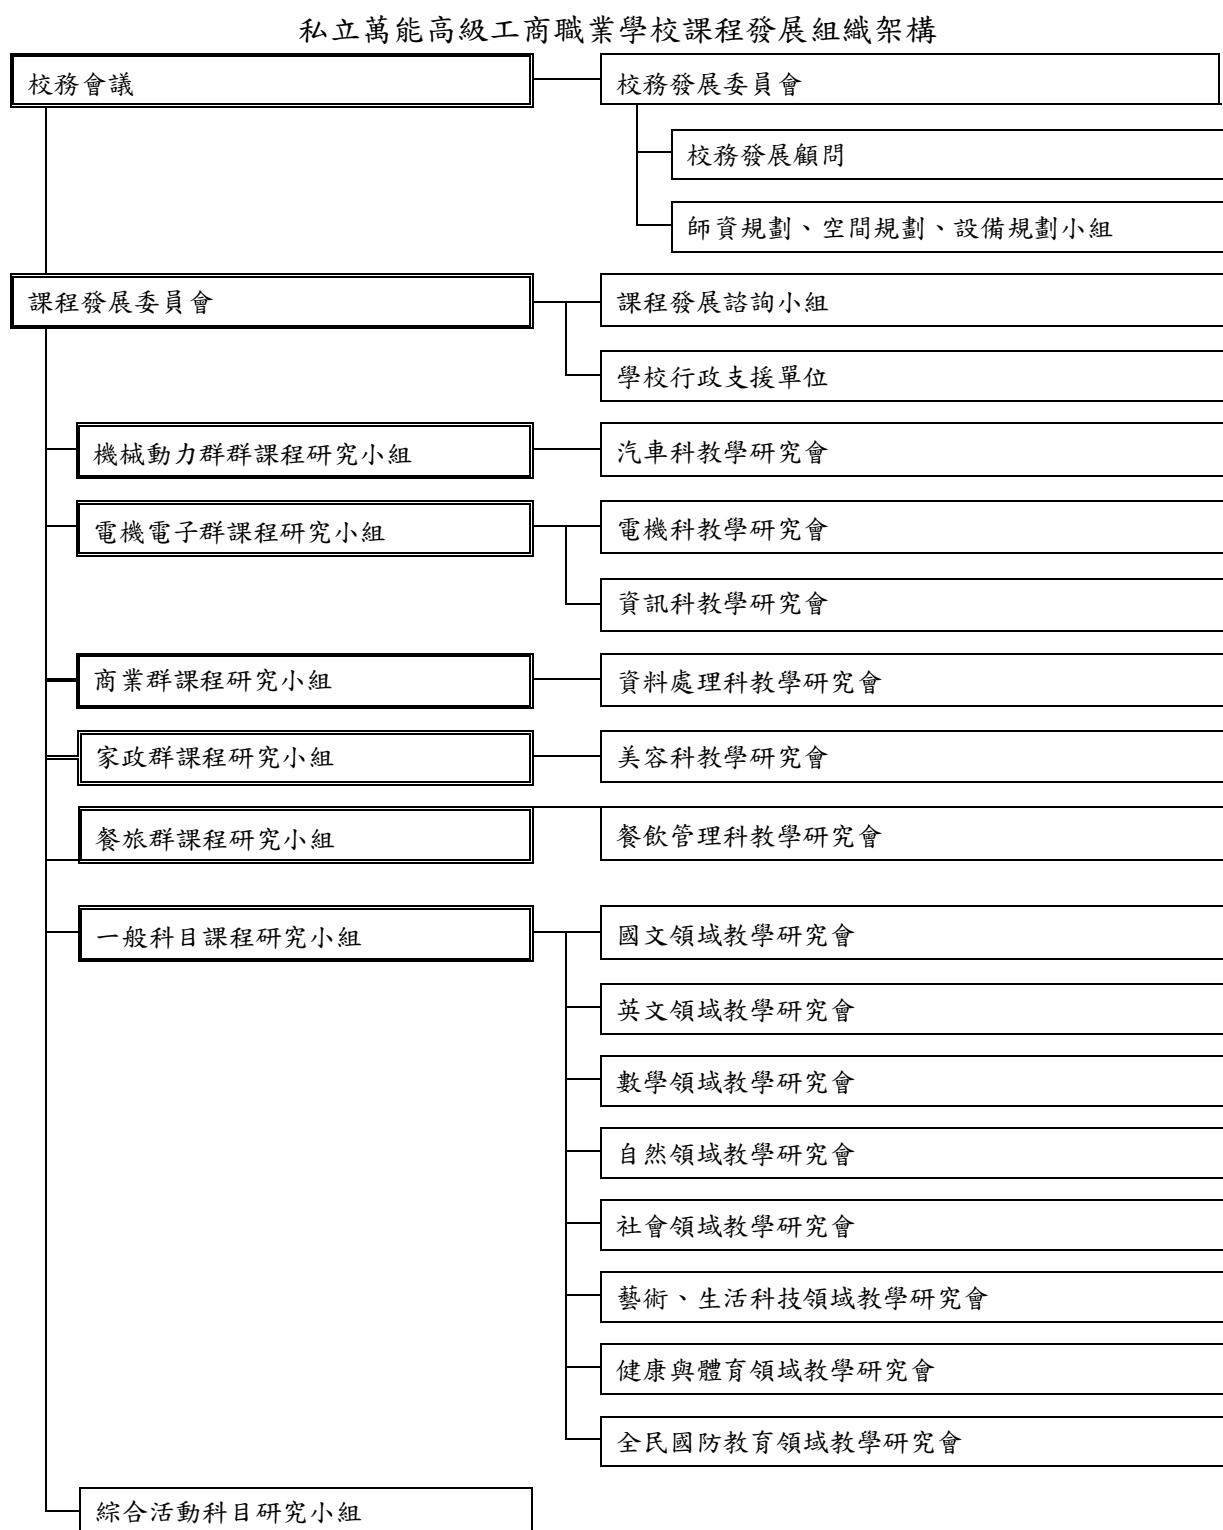 私立萬能高級工商職業學校課程發展組織架構
校務會議
校務發展委員會
校務發展顧問
師資規劃、空間規劃、設備規劃小組
課程發展委員會
課程發展諮詢小組
學校行政支援單位
機械動力群群課程研究小組
汽車科教學研究會
電機電子群課程研究小組
電機科教學研究會
資訊科教學研究會
商業群課程研究小組
資料處理科教學研究會
家政群課程研究小組
美容科教學研究會
餐旅群課程研究小組
餐飲管理科教學研究會
一般科目課程研究小組
國文領域教學研究會
英文領域教學研究會
數學領域教學研究會
自然領域教學研究會
社會領域教學研究會
藝術、生活科技領域教學研究會
健康與體育領域教學研究會
全民國防教育領域教學研究會
綜合活動科目研究小組